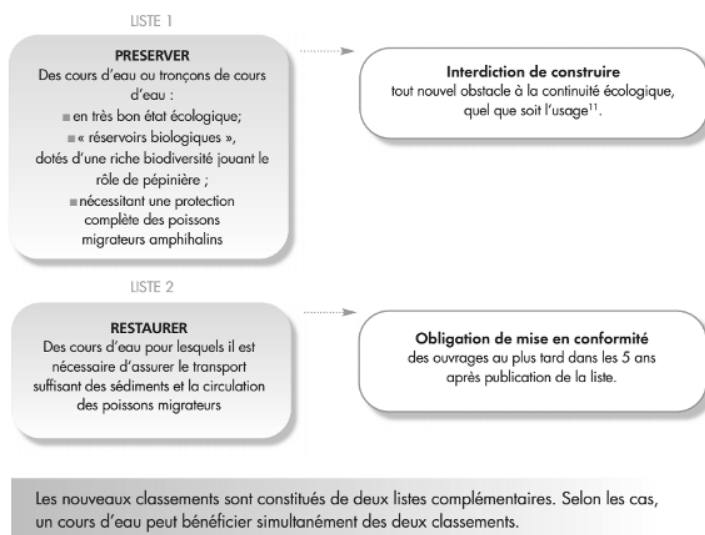 LISTE 1
PRESERVER
Des cours d'eau ou tronçons de cours
d'eau :
■ en très bon état écologique;
■ « réservoirs biologiques »,
dotés d'une riche biodiversité jouant le
rôle de pépinière ;
■ nécessitant une protection
complète des poissons
migrateurs amphihalins
Interdiction de construire
tout nouvel obstacle à la continuité écologique,
quel que soit l'usage¹¹.
LISTE 2
RESTAURER
Des cours d'eau pour lesquels il est
nécessaire d'assurer le transport
suffisant des sédiments et la circulation
des poissons migrateurs
Obligation de mise en conformité
des ouvrages au plus tard dans les 5 ans
après publication de la liste.
Les nouveaux classements sont constitués de deux listes complémentaires. Selon les cas,
un cours d'eau peut bénéficier simultanément des deux classements.